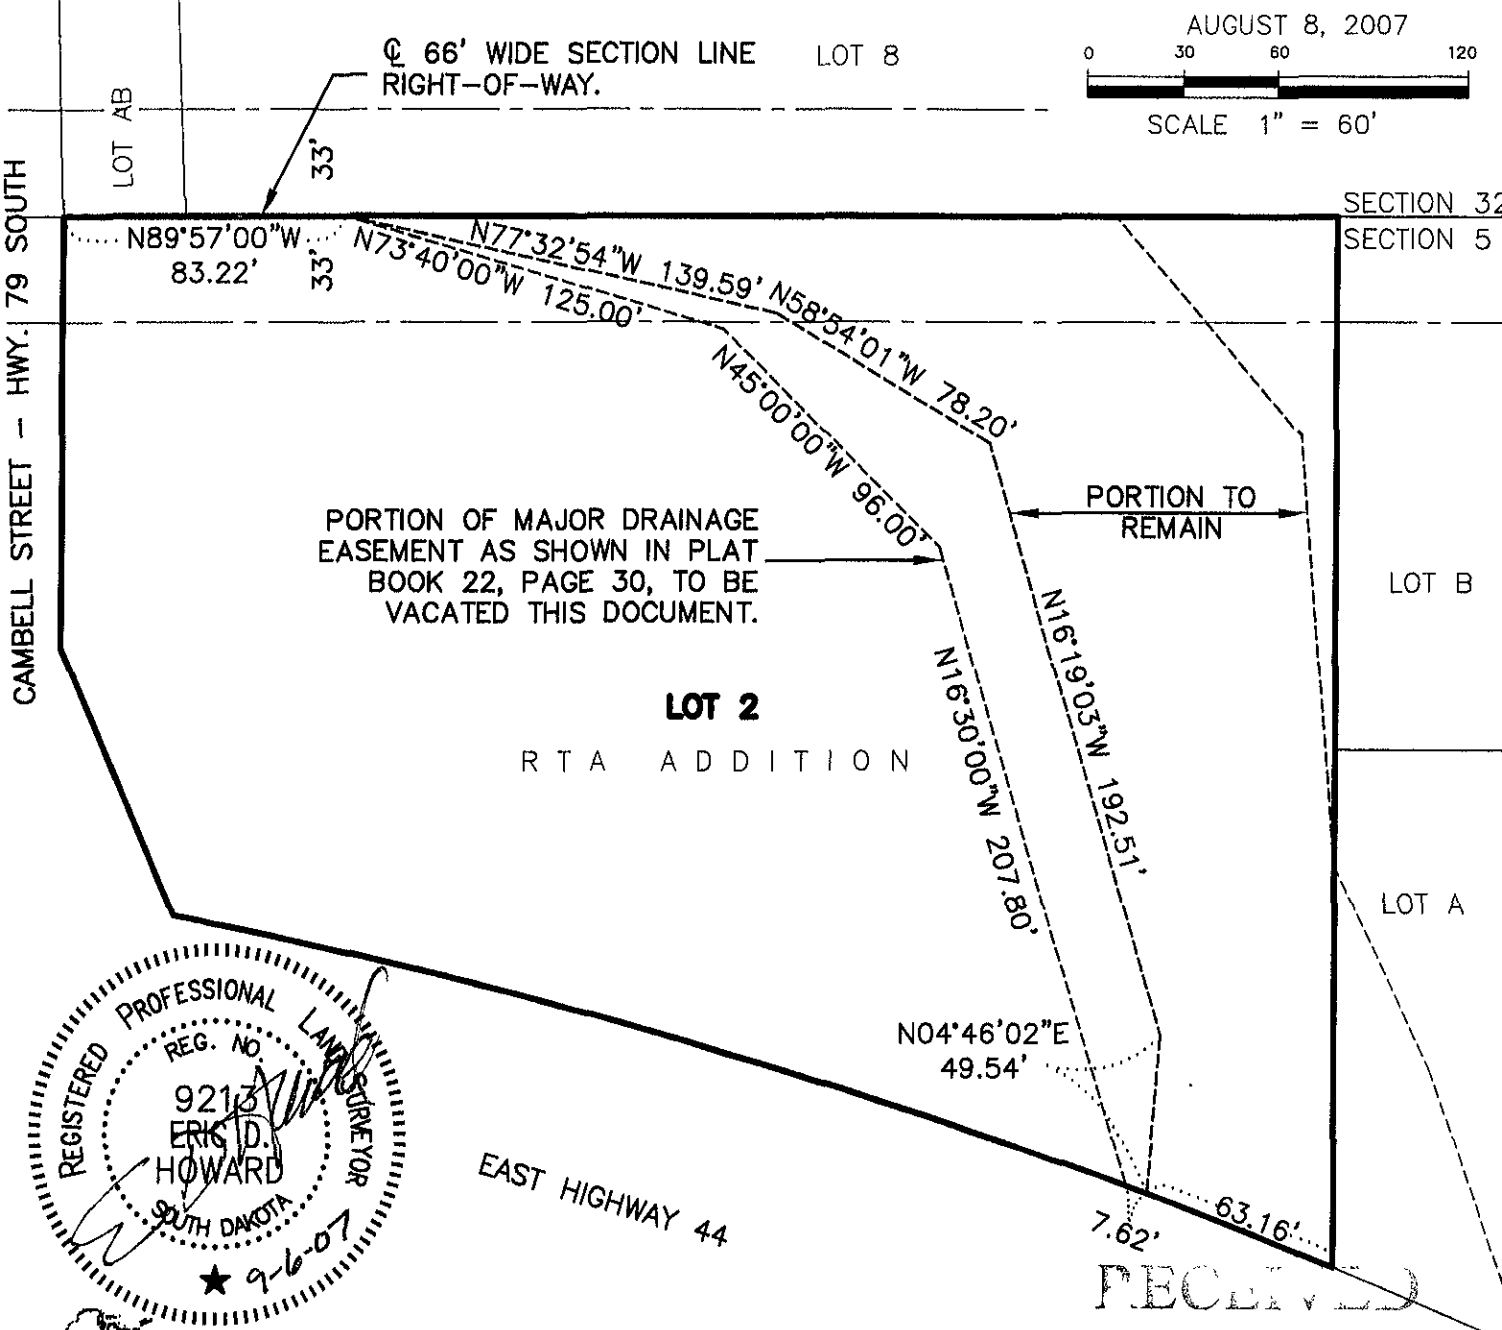 AUGUST 8, 2007
0 30 60 120
SCALE 1" = 60'
℄ 66' WIDE SECTION LINE
RIGHT-OF-WAY.
LOT 8
LOT AB
33'
SECTION 32
SECTION 5
CAMBELL STREET - HWY. 79 SOUTH
N89°57'00"W
83.22'
33'
N77°32'54"W 139.59'
N73°40'00"W 125.00'
N58°54'01"W 78.20'
N45°00'00"W 96.00'
PORTION TO
REMAIN
PORTION OF MAJOR DRAINAGE
EASEMENT AS SHOWN IN PLAT
BOOK 22, PAGE 30, TO BE
VACATED THIS DOCUMENT.
LOT B
N16°19'03"W 192.51'
N16°30'00"W 207.80'
LOT 2
RTA ADDITION
LOT A
N04°46'02"E
49.54'
REGISTERED PROFESSIONAL LAND SURVEYOR
REG. NO.
9213
ERIC D.
HOWARD
SOUTH DAKOTA
9-6-07
EAST HIGHWAY 44
7.62'
63.16'
RECEIVED